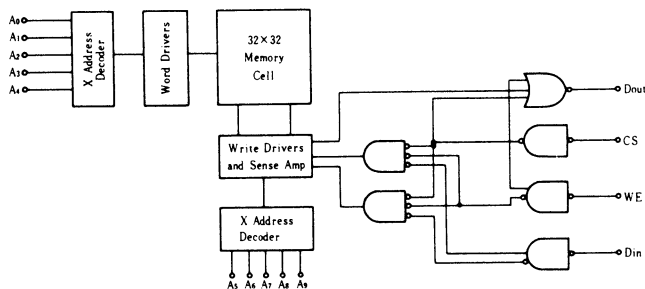 A0
A1
A2
A3
A4
X Address
Decoder
Word Drivers
32×32
Memory
Cell
Write Drivers
and Sense Amp
X Address
Decoder
A5 A6 A7 A8 A9
Dout
CS
WE
Din